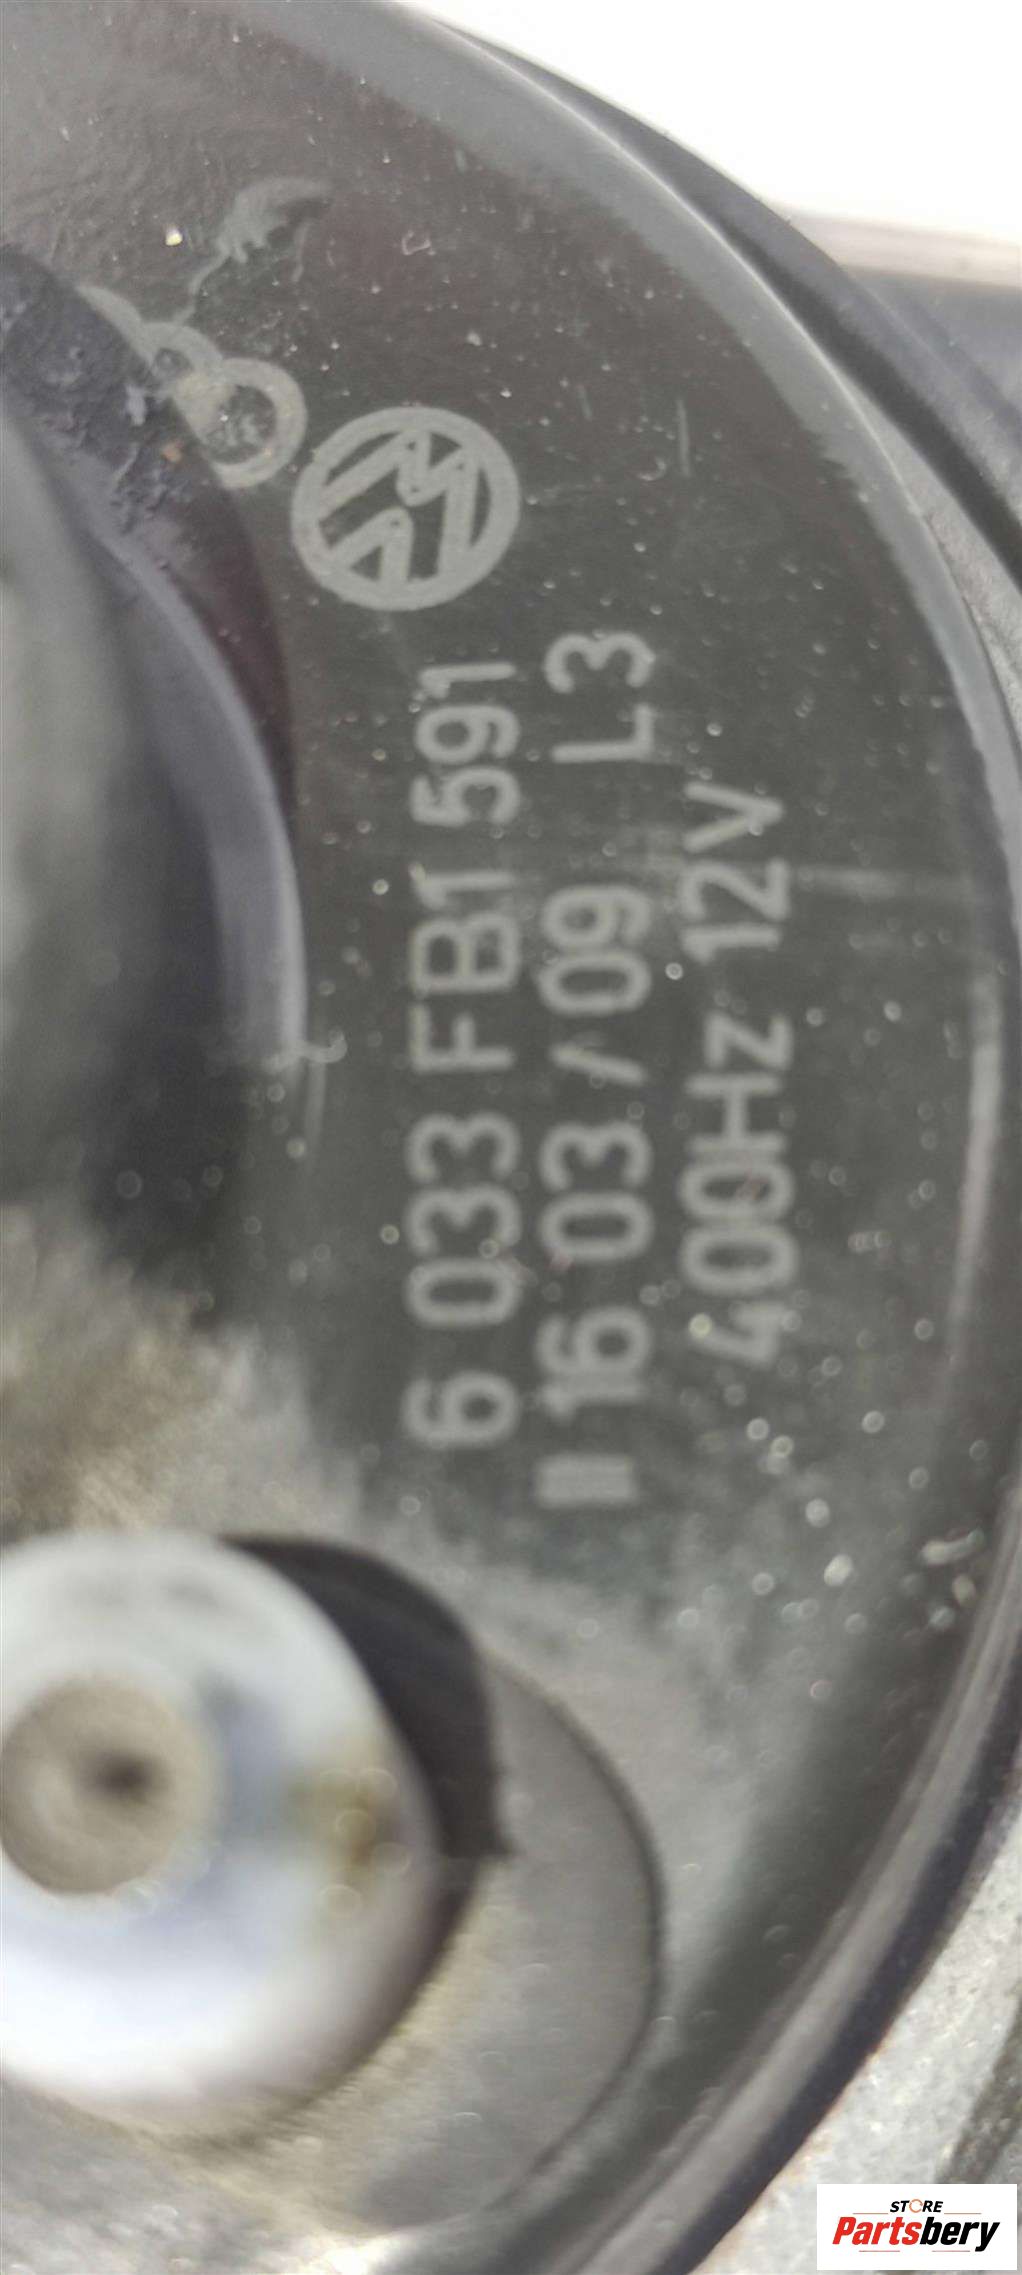 6 033 FB1 591
16 03 / 09 L3
400Hz 12V
STORE
Partsbery